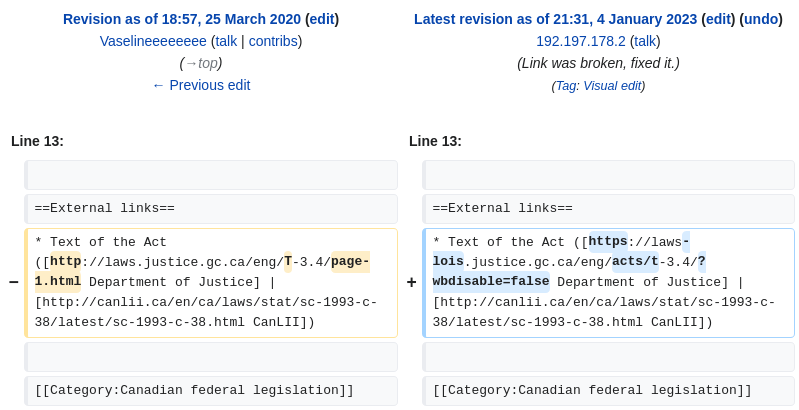 Revision as of 18:57, 25 March 2020 (edit)
Vaselineeeeeeee (talk | contribs)
(→top)
← Previous edit
Latest revision as of 21:31, 4 January 2023 (edit) (undo)
192.197.178.2 (talk)
(Link was broken, fixed it.)
(Tag: Visual edit)
Line 13:
Line 13:
==External links==
==External links==
− * Text of the Act
([http://laws.justice.gc.ca/eng/T-3.4/page-
1.html Department of Justice] |
[http://canlii.ca/en/ca/laws/stat/sc-1993-c-
38/latest/sc-1993-c-38.html CanLII])
+ * Text of the Act ([https://laws-
lois.justice.gc.ca/eng/acts/t-3.4/?
wbdisable=false Department of Justice] |
[http://canlii.ca/en/ca/laws/stat/sc-1993-c-
38/latest/sc-1993-c-38.html CanLII])
[[Category:Canadian federal legislation]]
[[Category:Canadian federal legislation]]